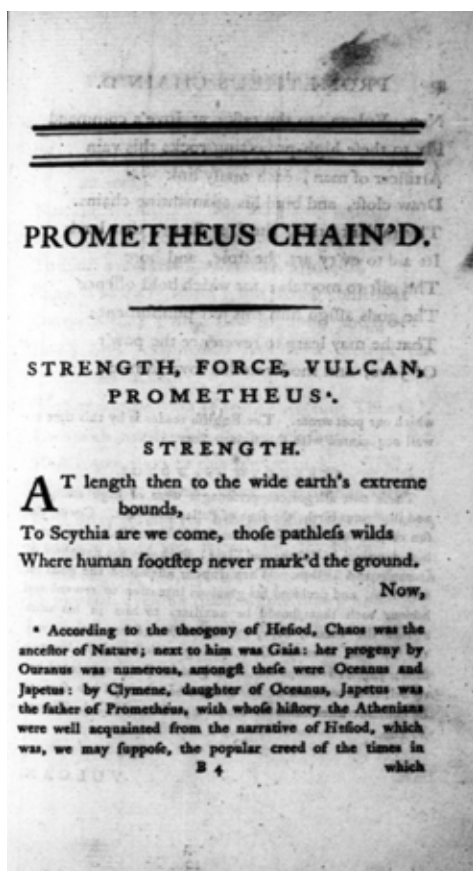 PROMETHEUS CHAIN'D.
STRENGTH, FORCE, VULCAN,
PROMETHEUS*.
STRENGTH.
AT length then to the wide earth's extreme
bounds,
To Scythia are we come, thoſe pathleſs wilds
Where human footſtep never mark'd the ground.
Now,
* According to the theogony of Heſiod, Chaos was the
anceſtor of Nature; next to him was Gaia: her progeny by
Ouranus was numerous, amongſt theſe were Oceanus and
Japetus: by Clymene, daughter of Oceanus, Japetus was
the father of Prometheus, with whoſe hiſtory the Athenians
were well acquainted from the narrative of Heſiod, which
was, we may ſuppoſe, the popular creed of the times in
B 4 which